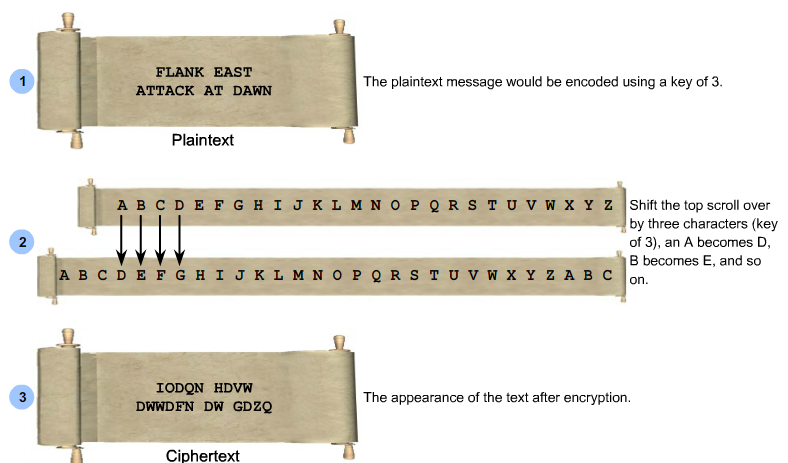 1
FLANK EAST
ATTACK AT DAWN
Plaintext
The plaintext message would be encoded using a key of 3.
2
A B C D E F G H I J K L M N O P Q R S T U V W X Y Z
A B C D E F G H I J K L M N O P Q R S T U V W X Y Z A B C
Shift the top scroll over
by three characters (key
of 3), an A becomes D,
B becomes E, and so
on.
3
IODQN HDVW
DWWDFN DW GDZQ
Ciphertext
The appearance of the text after encryption.